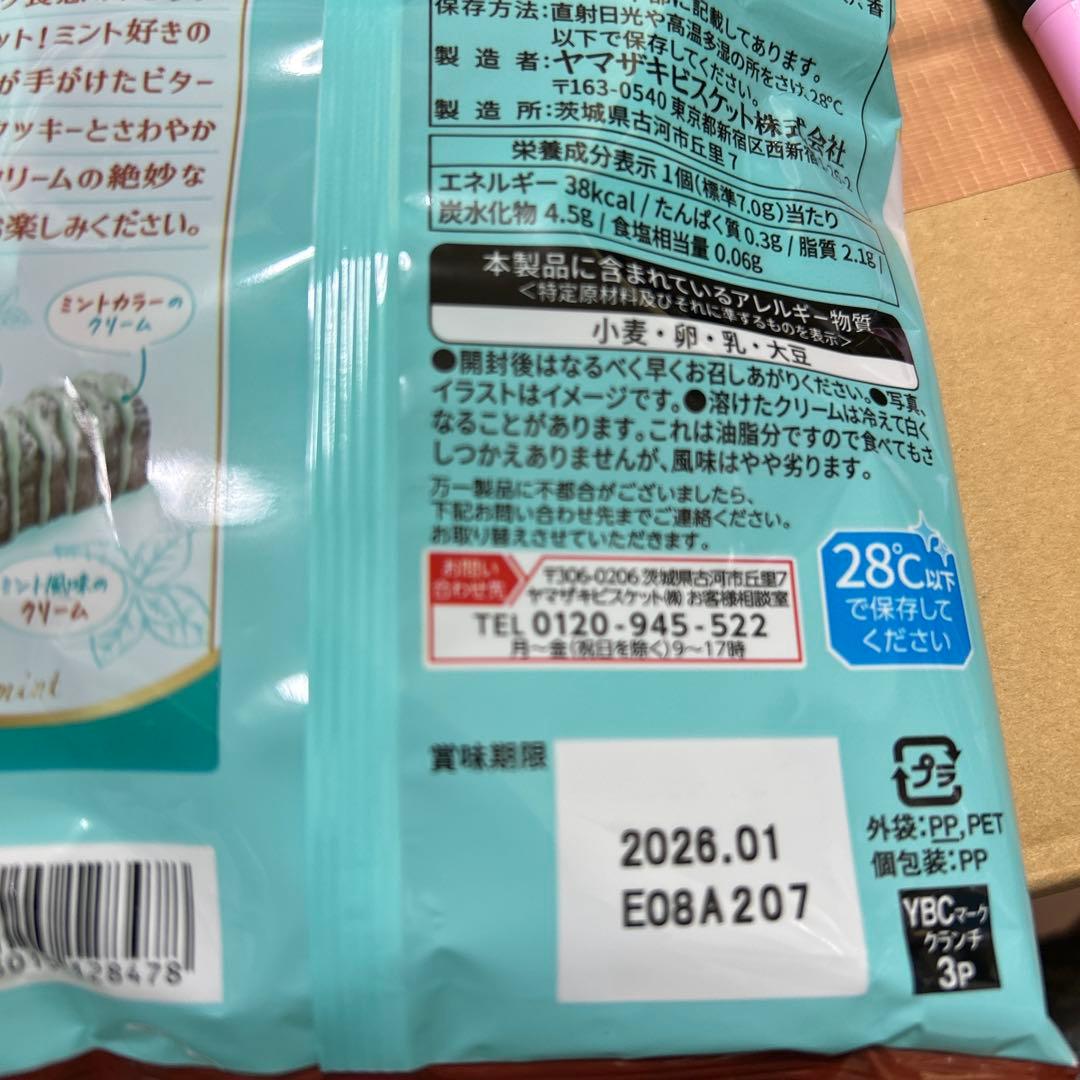 ット!ミント好きの
が手がけたビター
クッキーとさわやか
クリームの絶妙な
お楽しみください。
ミントカラーの
クリーム
ミント風味の
クリーム
mint
28478
部に記載してあります。
保存方法:直射日光や高温多湿の所をさけ、28℃
以下で保存してください。
製造者:ヤマザキビスケット株式会社
〒163-0540 東京都新宿区西新宿1-26-2
製造所:茨城県古河市丘里7
栄養成分表示 1個(標準7.0g)当たり
エネルギー 38kcal / たんぱく質 0.3g / 脂質 2.1g /
炭水化物 4.5g / 食塩相当量 0.06g
本製品に含まれているアレルギー物質
<特定原材料及びそれに準ずるものを表示>
小麦・卵・乳・大豆
●開封後はなるべく早くお召しあがりください。●写真、
イラストはイメージです。●溶けたクリームは冷えて白く
なることがあります。これは油脂分ですので食べてもさ
しつかえありませんが、風味はやや劣ります。
万一製品に不都合がございましたら、
下記お問い合わせ先までご連絡ください。
お取り替えさせていただきます。
お問い
合わせ先
〒306-0206 茨城県古河市丘里7
ヤマザキビスケット㈱ お客様相談室
TEL 0120-945-522
月〜金(祝日を除く)9〜17時
28℃以下
で保存して
ください
賞味期限
2026.01
E08A207
プラ
外袋:PP,PET
個包装:PP
YBCマーク
クランチ
3P